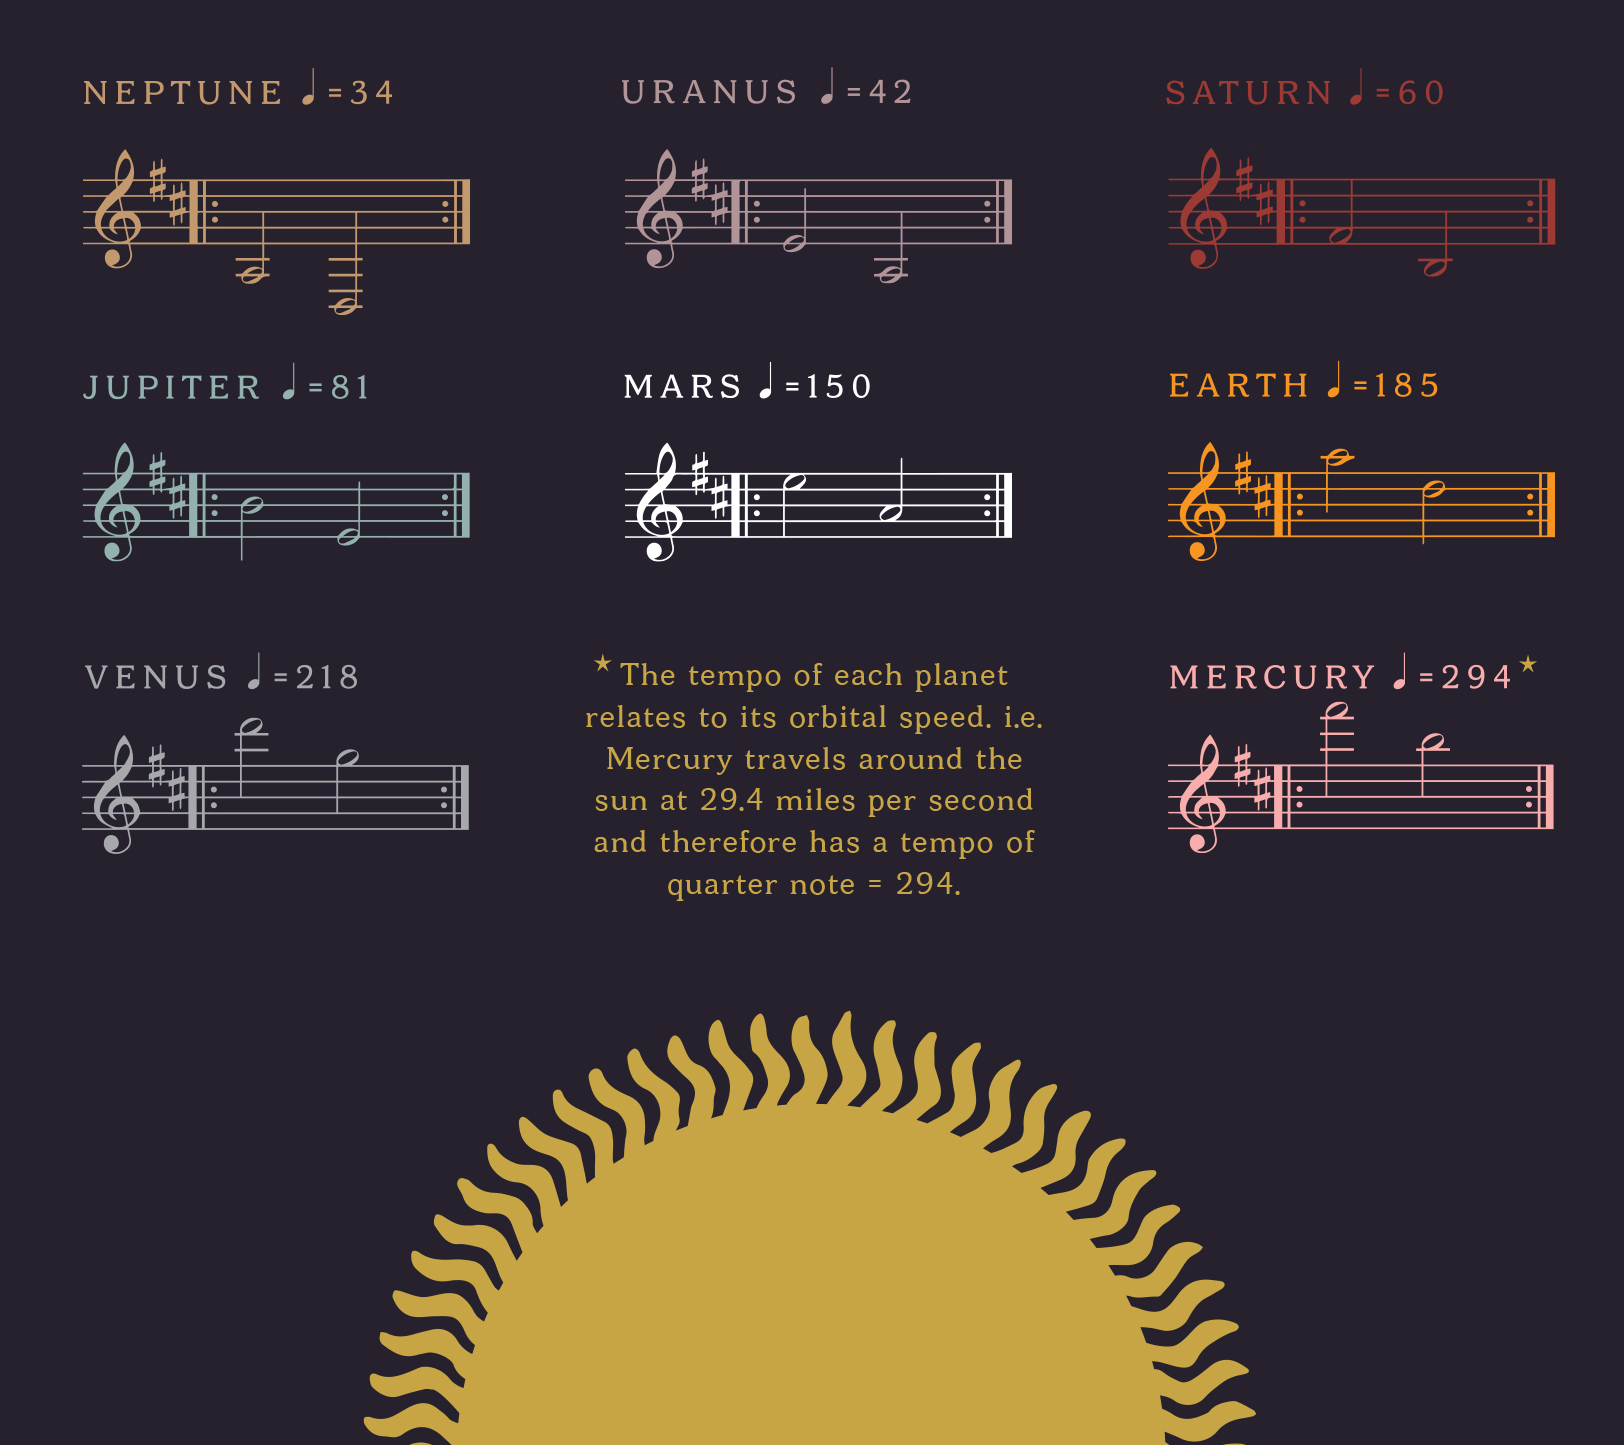 NEPTUNE ♩=34
URANUS ♩=42
SATURN ♩=60
JUPITER ♩=81
MARS ♩=150
EARTH ♩=185
VENUS ♩=218
★The tempo of each planet
relates to its orbital speed. i.e.
Mercury travels around the
sun at 29.4 miles per second
and therefore has a tempo of
quarter note = 294.
MERCURY ♩=294★